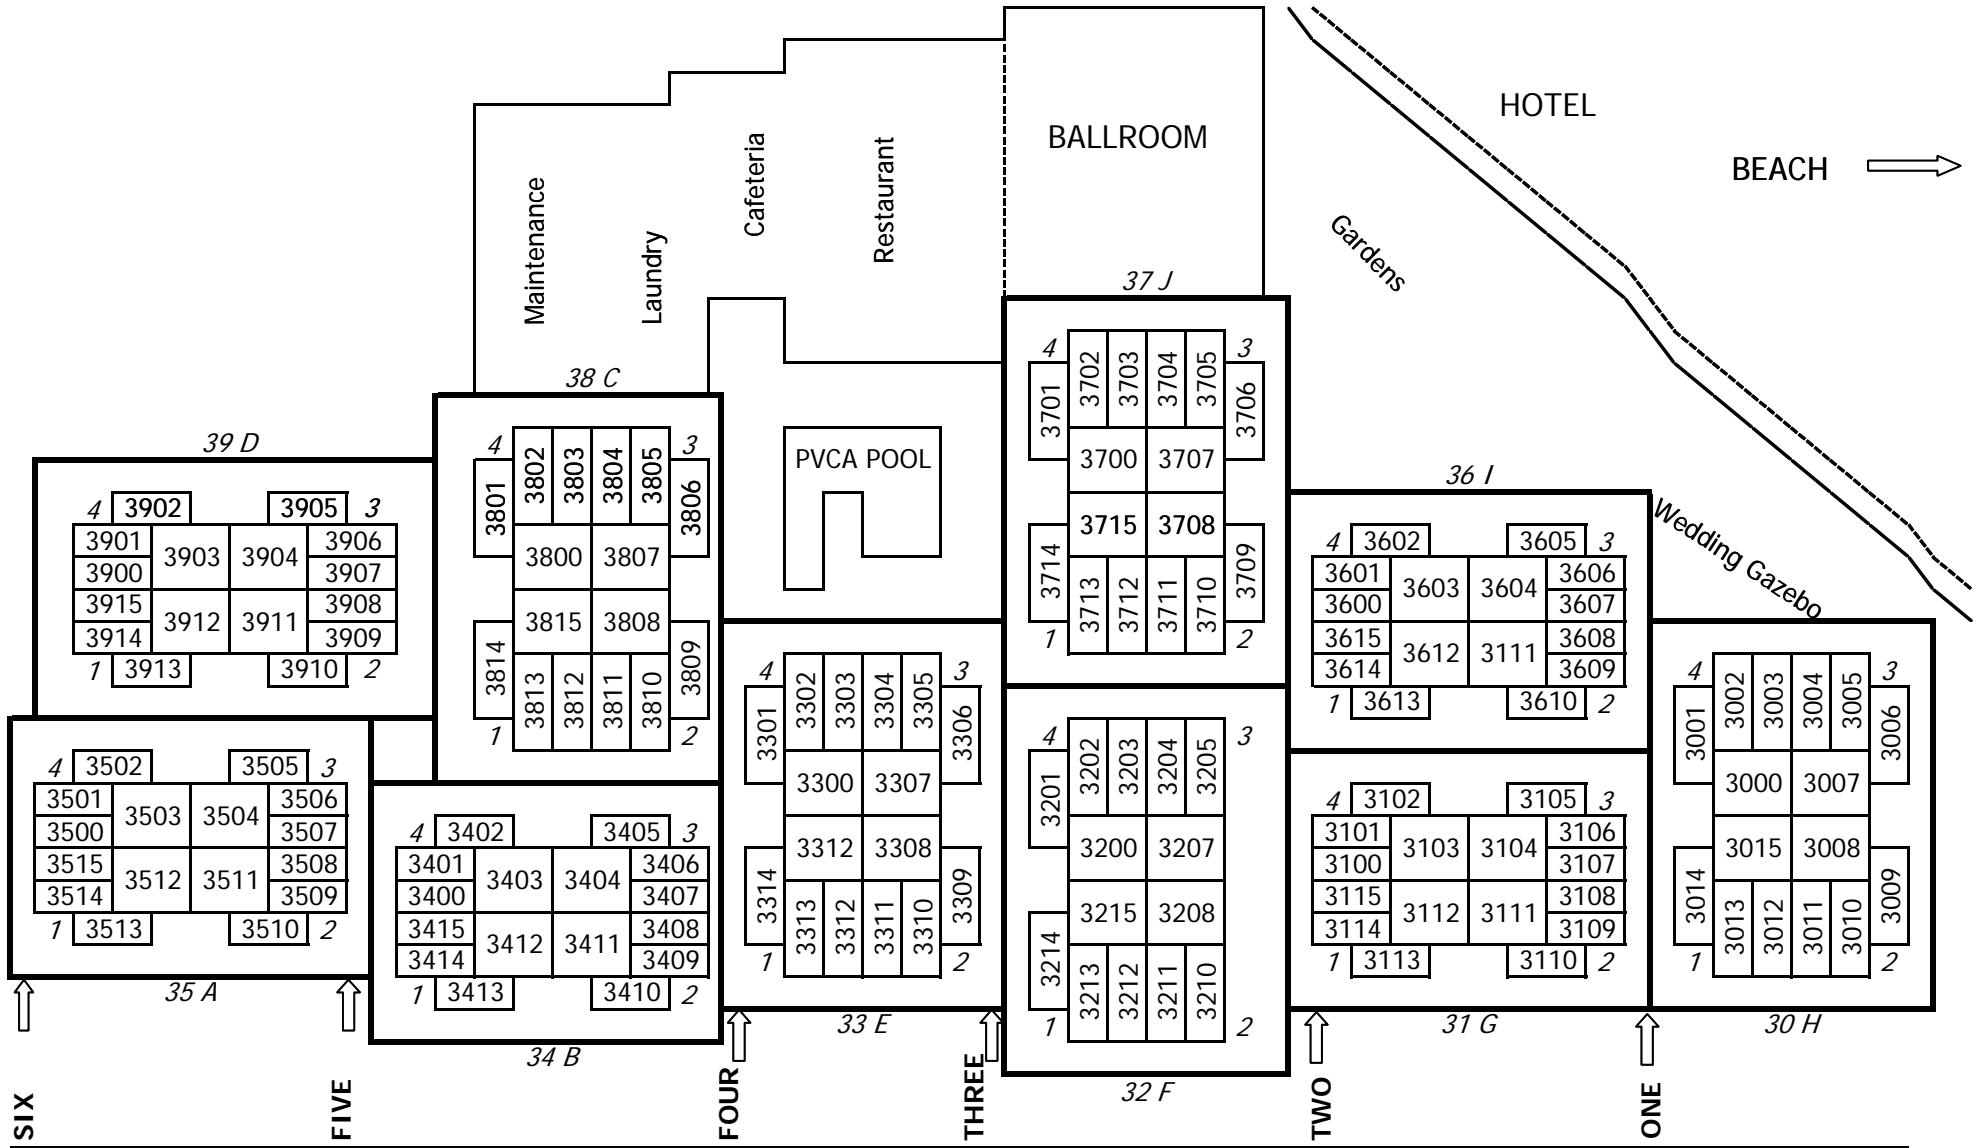 HOTEL
BEACH
BALLROOM
Cafeteria
Restaurant
Maintenance
Laundry
Gardens
Wedding Gazebo
PVCA POOL
37 J
4 3702 3703 3704 3705 3
3701 3706
3700 3707
3715 3708
3714 3709
1 3713 3712 3711 3710 2
38 C
4 3802 3803 3804 3805 3
3801 3806
3800 3807
3815 3808
3814 3809
1 3813 3812 3811 3810 2
39 D
4 3902 3905 3
3901 3903 3904 3906
3900 3907
3915 3912 3911 3908
3914 3909
1 3913 3910 2
36 I
4 3602 3605 3
3601 3603 3604 3606
3600 3607
3615 3612 3111 3608
3614 3609
1 3613 3610 2
4 3502 3505 3
3501 3503 3504 3506
3500 3507
3515 3512 3511 3508
3514 3509
1 3513 3510 2
35 A
4 3402 3405 3
3401 3403 3404 3406
3400 3407
3415 3412 3411 3408
3414 3409
1 3413 3410 2
34 B
4 3302 3303 3304 3305 3
3301 3306
3300 3307
3312 3308
3314 3309
1 3313 3312 3311 3310 2
33 E
4 3202 3203 3204 3205 3
3201
3200 3207
3215 3208
3214
1 3213 3212 3211 3210 2
32 F
4 3102 3105 3
3101 3103 3104 3106
3100 3107
3115 3112 3111 3108
3114 3109
1 3113 3110 2
31 G
4 3002 3003 3004 3005 3
3001 3006
3000 3007
3015 3008
3014 3009
1 3013 3012 3011 3010 2
30 H
SIX
FIVE
FOUR
THREE
TWO
ONE